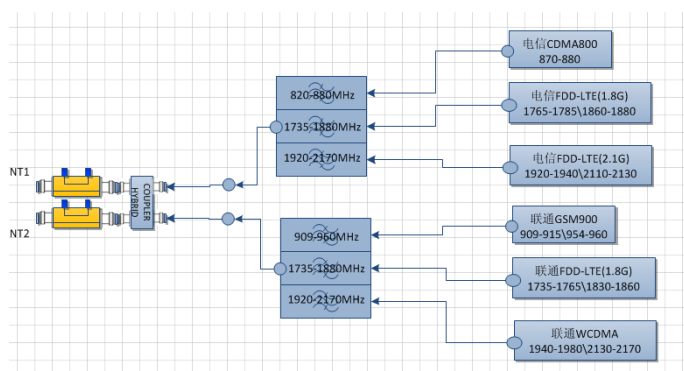 电信CDMA800
870-880
820-880MHz
电信FDD-LTE(1.8G)
1765-1785\1860-1880
1735-1880MHz
电信FDD-LTE(2.1G)
1920-1940\2110-2130
1920-2170MHz
NT1
COUPLER
HYBRID
NT2
联通GSM900
909-915\954-960
909-960MHz
联通FDD-LTE(1.8G)
1735-1765\1830-1860
1735-1880MHz
1920-2170MHz
联通WCDMA
1940-1980\2130-2170